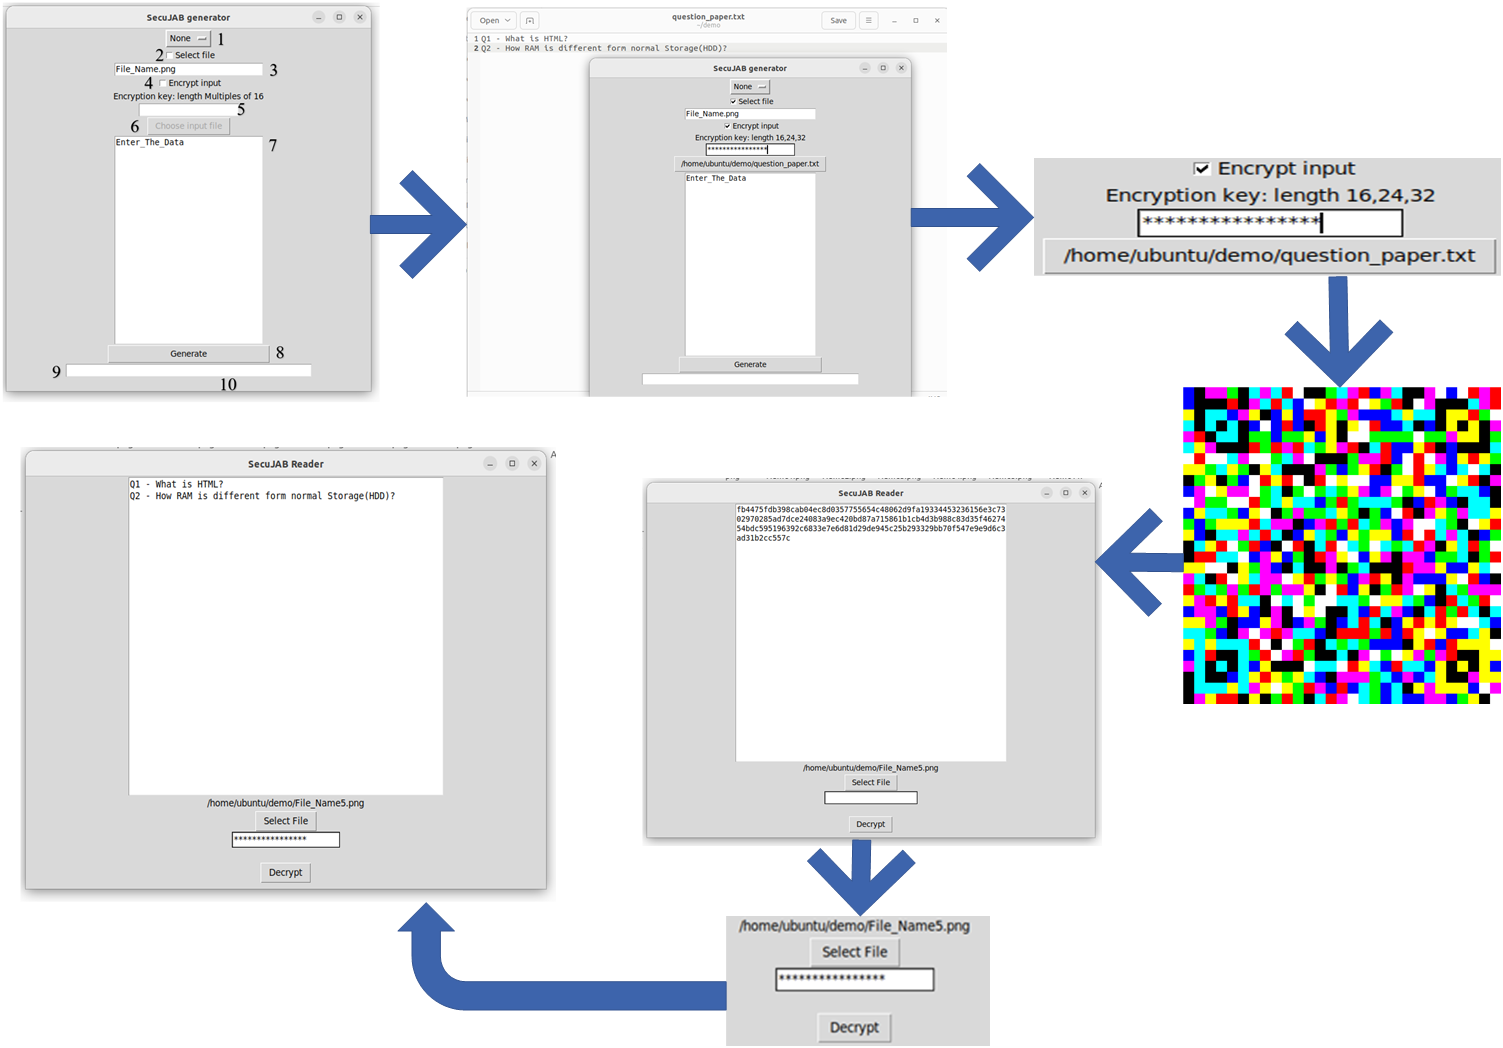 SecuJAB generator
None 1
2 Select file
File_Name.png 3
4 Encrypt input
Encryption key: length Multiples of 16
5
6 Choose input file
Enter_The_Data 7
Generate 8
9
10
Open question_paper.txt Save
~/demo
1 Q1 - What is HTML?
2 Q2 - How RAM is different form normal Storage(HDD)?
SecuJAB generator
None
Select file
File_Name.png
Encrypt input
Encryption key: length 16,24,32
****************
/home/ubuntu/demo/question_paper.txt
Enter_The_Data
Generate
Encrypt input
Encryption key: length 16,24,32
****************
/home/ubuntu/demo/question_paper.txt
SecuJAB Reader
fb4475fdb398cab04ec8d0357755654c48062d9fa19334453236156e3c73
02970285ad7dce24083a9ec420bd87a715861b1cb4d3b988c83d35f46274
54bdc595196392c6833e7e6d81d29de945c25b293329bb70f547e9e9d6c3
ad31b2cc557c
/home/ubuntu/demo/File_Name5.png
Select File
Decrypt
/home/ubuntu/demo/File_Name5.png
Select File
****************
Decrypt
SecuJAB Reader
Q1 - What is HTML?
Q2 - How RAM is different form normal Storage(HDD)?
/home/ubuntu/demo/File_Name5.png
Select File
****************
Decrypt